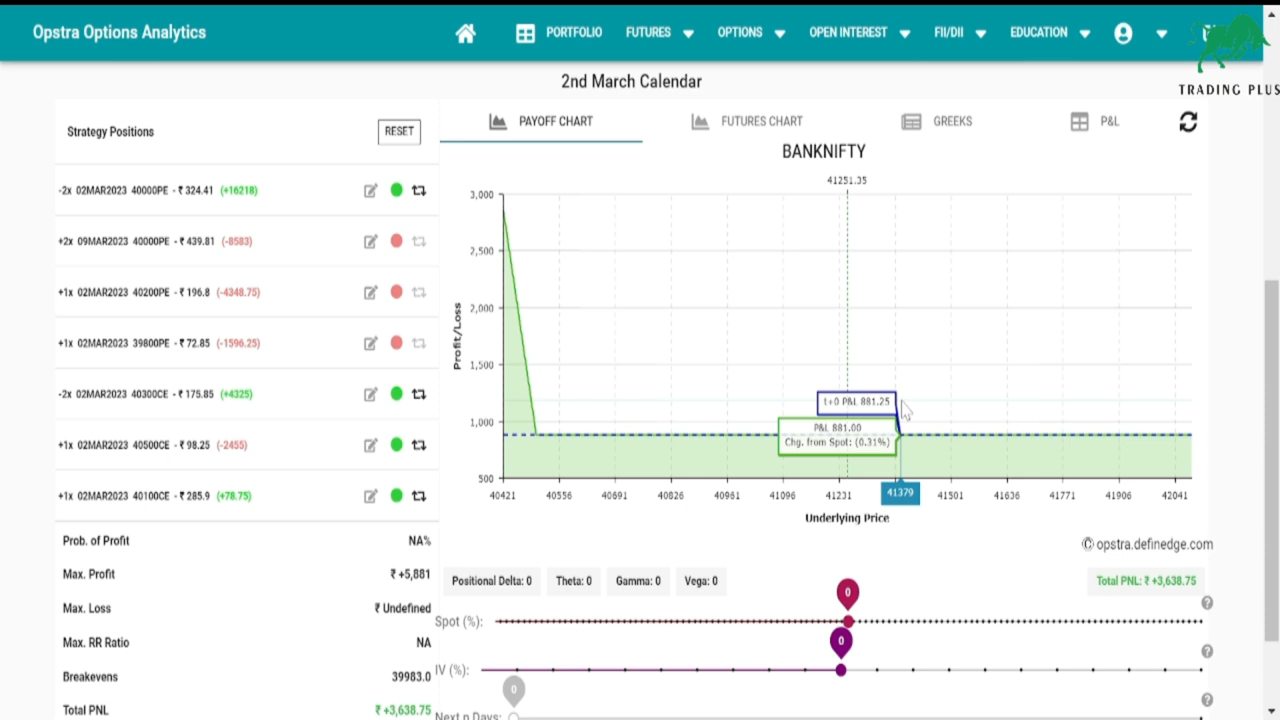 Opstra Options Analytics
PORTFOLIO
FUTURES
OPTIONS
OPEN INTEREST
FII/DII
EDUCATION
TRADING PLUS
2nd March Calendar
Strategy Positions
RESET
-2x 02MAR2023 40000PE - ₹ 324.41 (+16218)
+2x 09MAR2023 40000PE - ₹ 439.81 (-8583)
+1x 02MAR2023 40200PE - ₹ 196.8 (-4348.75)
+1x 02MAR2023 39800PE - ₹ 72.85 (-1596.25)
-2x 02MAR2023 40300CE - ₹ 175.85 (+4325)
+1x 02MAR2023 40500CE - ₹ 98.25 (-2455)
+1x 02MAR2023 40100CE - ₹ 285.9 (+78.75)
Prob. of Profit NA%
Max. Profit ₹ +5,881
Max. Loss ₹ Undefined
Max. RR Ratio NA
Breakevens 39983.0
Total PNL ₹ +3,638.75
PAYOFF CHART
FUTURES CHART
GREEKS
P&L
BANKNIFTY
41251.35
3,000
2,500
2,000
1,500
1,000
500
Profit/Loss
t+0 P&L 881.25
P&L 881.00
Chg. from Spot: (0.31%)
40421 40556 40691 40826 40961 41096 41231 41379 41501 41636 41771 41906 42041
Underlying Price
© opstra.definedge.com
Positional Delta: 0
Theta: 0
Gamma: 0
Vega: 0
Total PNL: ₹ +3,638.75
0
Spot (%):
?
0
IV (%):
?
0
Next n Days:
?